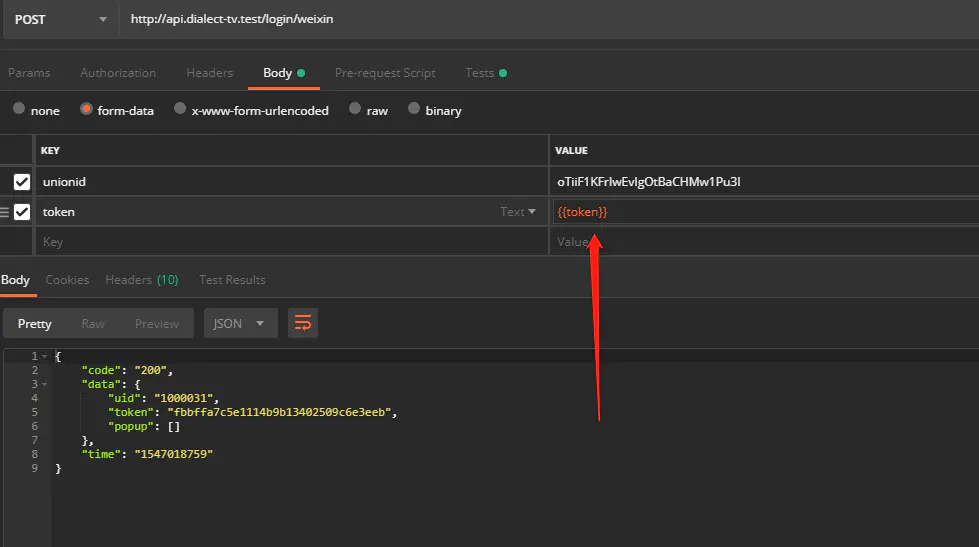 POST http://api.dialect-tv.test/login/weixin
Params Authorization Headers Body Pre-request Script Tests
none form-data x-www-form-urlencoded raw binary
KEY VALUE
unionid oTiiF1KFrIwEvIgOtBaCHMw1Pu3I
token Text {{token}}
Key Value
Body Cookies Headers (10) Test Results
Pretty Raw Preview JSON
1 {
2 "code": "200",
3 "data": {
4 "uid": "1000031",
5 "token": "fbbffa7c5e1114b9b13402509c6e3eeb",
6 "popup": []
7 },
8 "time": "1547018759"
9 }